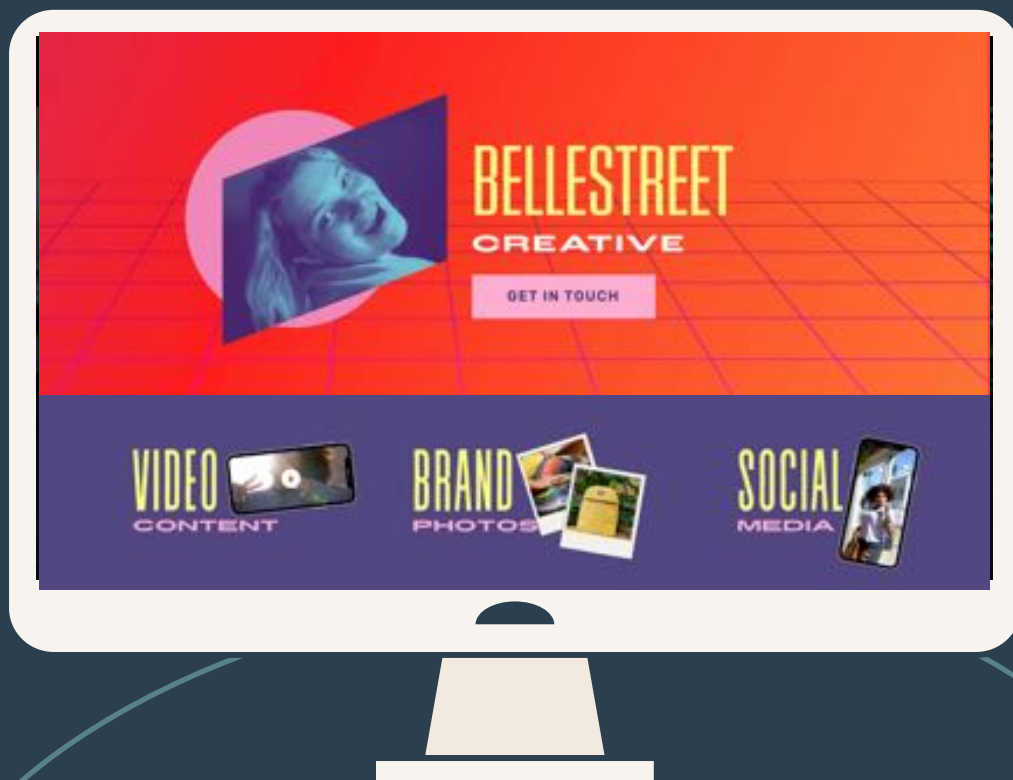 BELLESTREET
CREATIVE
GET IN TOUCH
VIDEO
CONTENT
BRAND
PHOTOS
SOCIAL
MEDIA